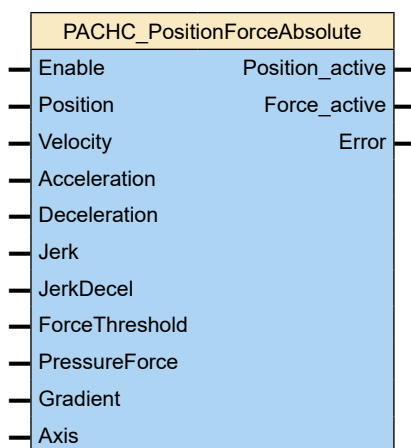 PACHC_PositionForceAbsolute
Enable Position_active
Position Force_active
Velocity Error
Acceleration
Deceleration
Jerk
JerkDecel
ForceThreshold
PressureForce
Gradient
Axis